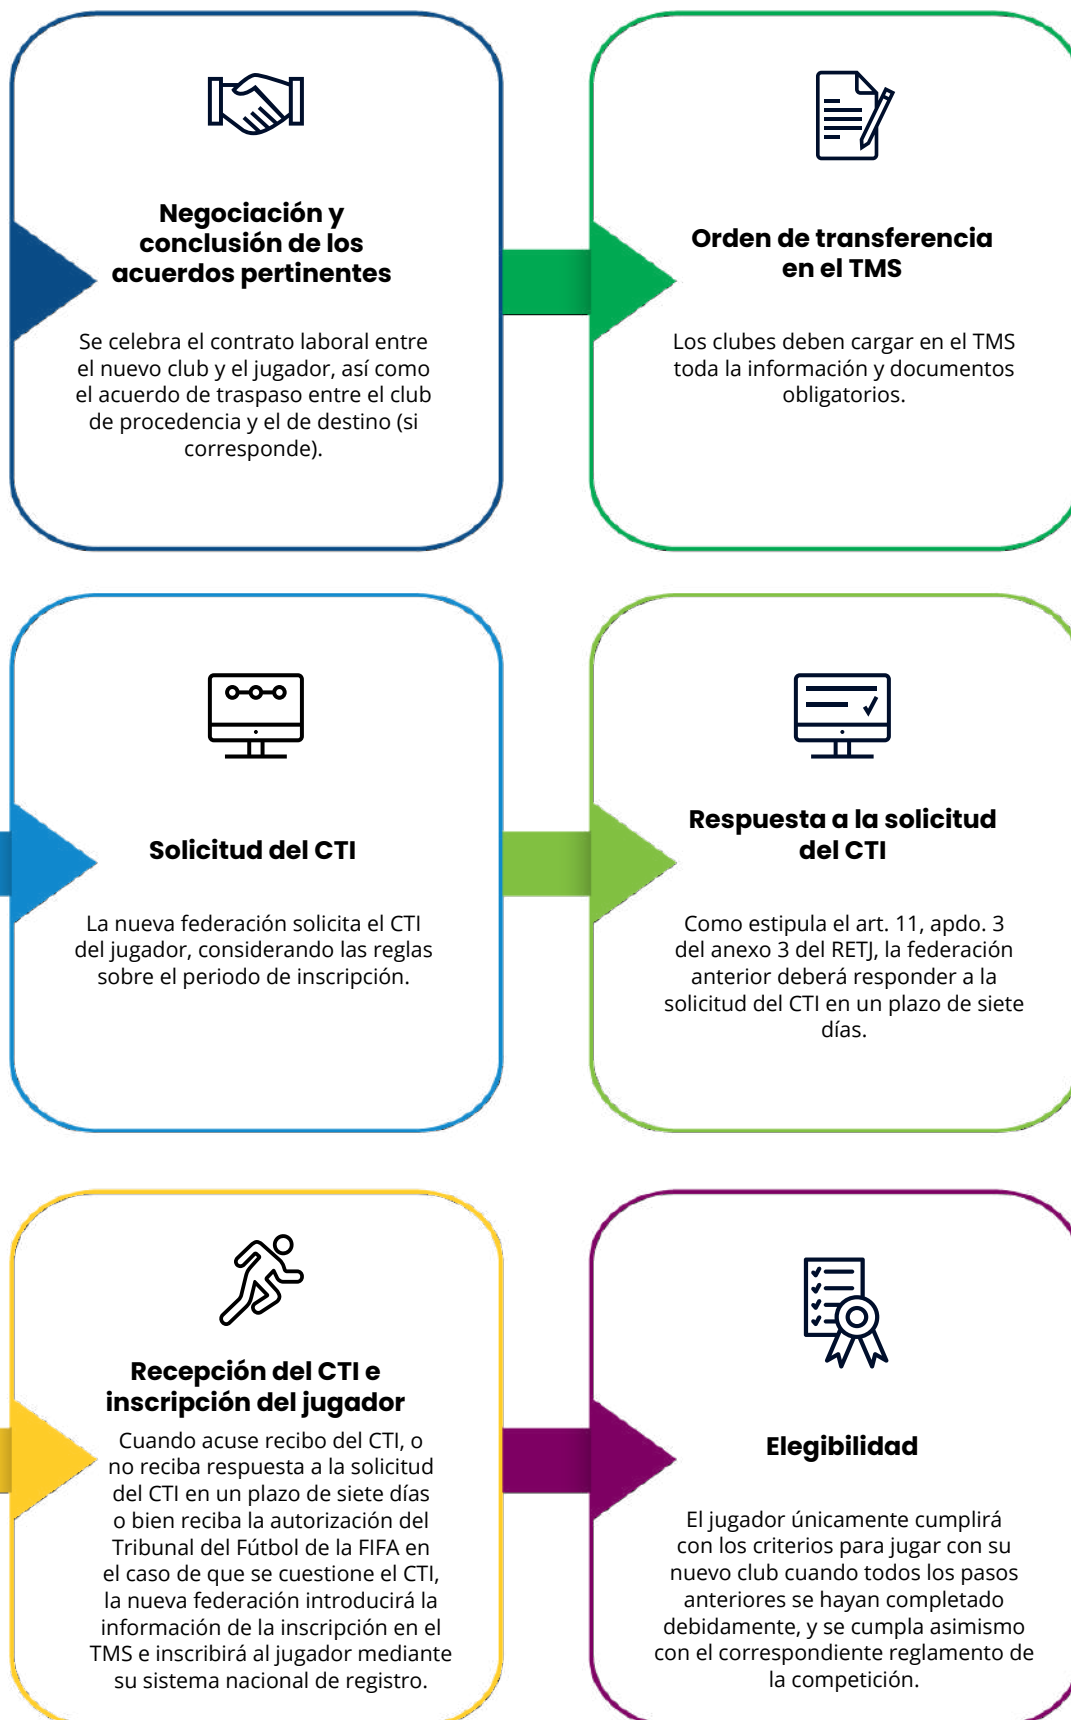 Negociación y
conclusión de los
acuerdos pertinentes
Se celebra el contrato laboral entre
el nuevo club y el jugador, así como
el acuerdo de traspaso entre el club
de procedencia y el de destino (si
corresponde).
Orden de transferencia
en el TMS
Los clubes deben cargar en el TMS
toda la información y documentos
obligatorios.
Solicitud del CTI
La nueva federación solicita el CTI
del jugador, considerando las reglas
sobre el periodo de inscripción.
Respuesta a la solicitud
del CTI
Como estipula el art. 11, apdo. 3
del anexo 3 del RETJ, la federación
anterior deberá responder a la
solicitud del CTI en un plazo de siete
días.
Recepción del CTI e
inscripción del jugador
Cuando acuse recibo del CTI, o
no reciba respuesta a la solicitud
del CTI en un plazo de siete días
o bien reciba la autorización del
Tribunal del Fútbol de la FIFA en
el caso de que se cuestione el CTI,
la nueva federación introducirá la
información de la inscripción en el
TMS e inscribirá al jugador mediante
su sistema nacional de registro.
Elegibilidad
El jugador únicamente cumplirá
con los criterios para jugar con su
nuevo club cuando todos los pasos
anteriores se hayan completado
debidamente, y se cumpla asimismo
con el correspondiente reglamento de
la competición.